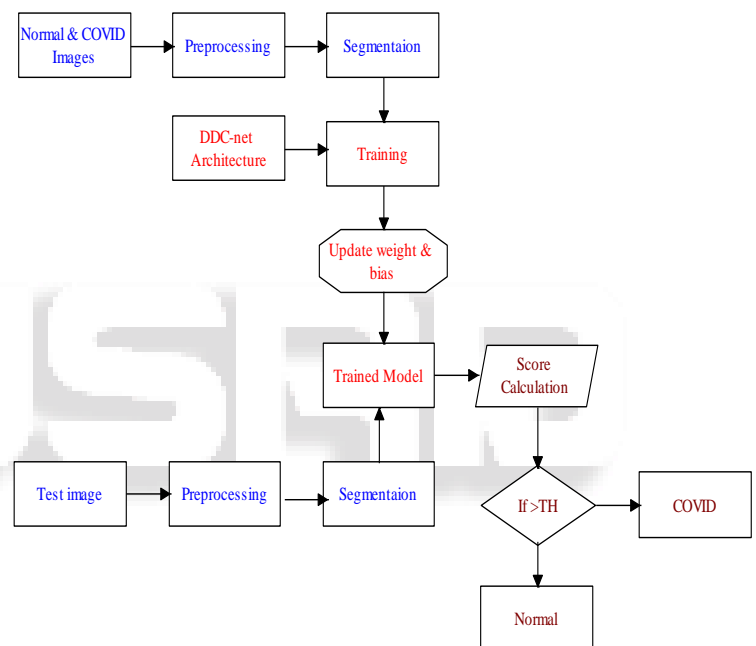 Normal & COVID
Images
Preprocessing
Segmentaion
DDC-net
Architecture
Training
Update weight &
bias
Trained Model
Score
Calculation
Test image
Preprocessing
Segmentaion
If >TH
COVID
Normal